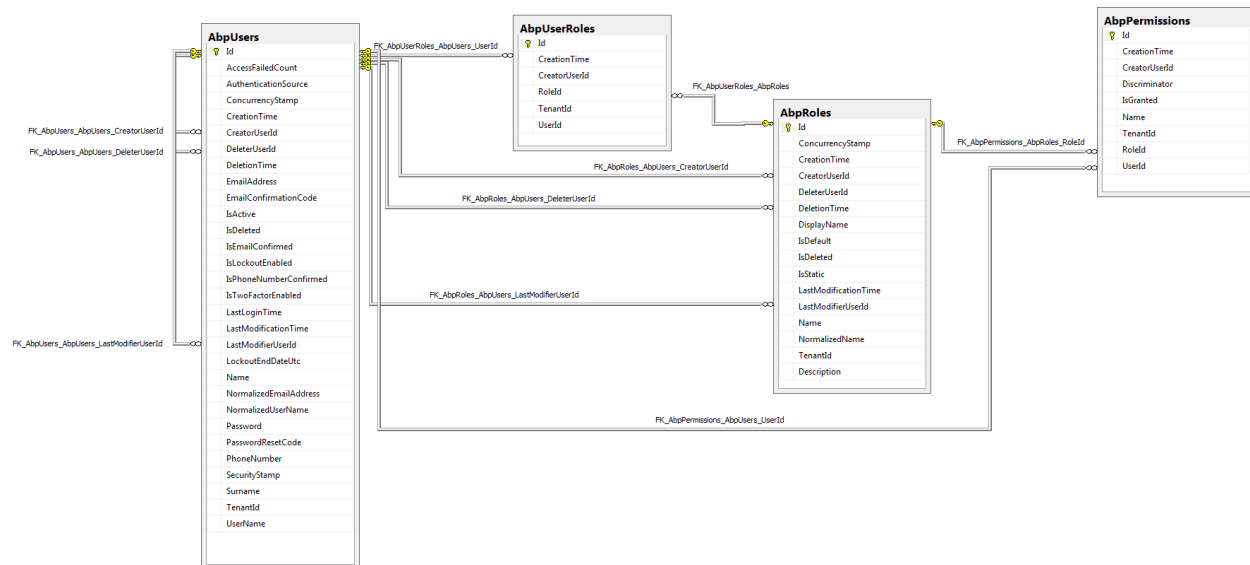 AbpUsers
Id
AccessFailedCount
AuthenticationSource
ConcurrencyStamp
CreationTime
CreatorUserId
DeleterUserId
DeletionTime
EmailAddress
EmailConfirmationCode
IsActive
IsDeleted
IsEmailConfirmed
IsLockoutEnabled
IsPhoneNumberConfirmed
IsTwoFactorEnabled
LastLoginTime
LastModificationTime
LastModifierUserId
LockoutEndDateUtc
Name
NormalizedEmailAddress
NormalizedUserName
Password
PasswordResetCode
PhoneNumber
SecurityStamp
Surname
TenantId
UserName
FK_AbpUsers_AbpUsers_CreatorUserId
FK_AbpUsers_AbpUsers_DeleterUserId
FK_AbpUsers_AbpUsers_LastModifierUserId
FK_AbpUserRoles_AbpUsers_UserId
AbpUserRoles
Id
CreationTime
CreatorUserId
RoleId
TenantId
UserId
FK_AbpUserRoles_AbpRoles
FK_AbpRoles_AbpUsers_CreatorUserId
FK_AbpRoles_AbpUsers_DeleterUserId
FK_AbpRoles_AbpUsers_LastModifierUserId
FK_AbpPermissions_AbpUsers_UserId
AbpRoles
Id
ConcurrencyStamp
CreationTime
CreatorUserId
DeleterUserId
DeletionTime
DisplayName
IsDefault
IsDeleted
IsStatic
LastModificationTime
LastModifierUserId
Name
NormalizedName
TenantId
Description
FK_AbpPermissions_AbpRoles_RoleId
AbpPermissions
Id
CreationTime
CreatorUserId
Discriminator
IsGranted
Name
TenantId
RoleId
UserId